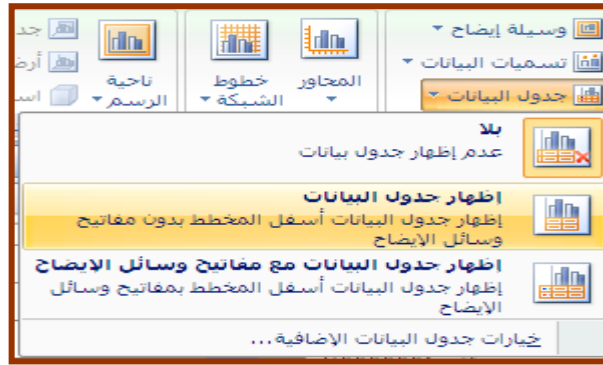 وسيلة إيضاح
تسميات البيانات
جدول البيانات
المحاور
خطوط الشبكة
ناحية الرسم
بلا
عدم إظهار جدول بيانات
إظهار جدول البيانات
إظهار جدول البيانات أسفل المخطط بدون مفاتيح
وسائل الإيضاح
إظهار جدول البيانات مع مفاتيح وسائل الإيضاح
إظهار جدول البيانات أسفل المخطط بمفاتيح وسائل
الإيضاح
خيارات جدول البيانات الإضافية...